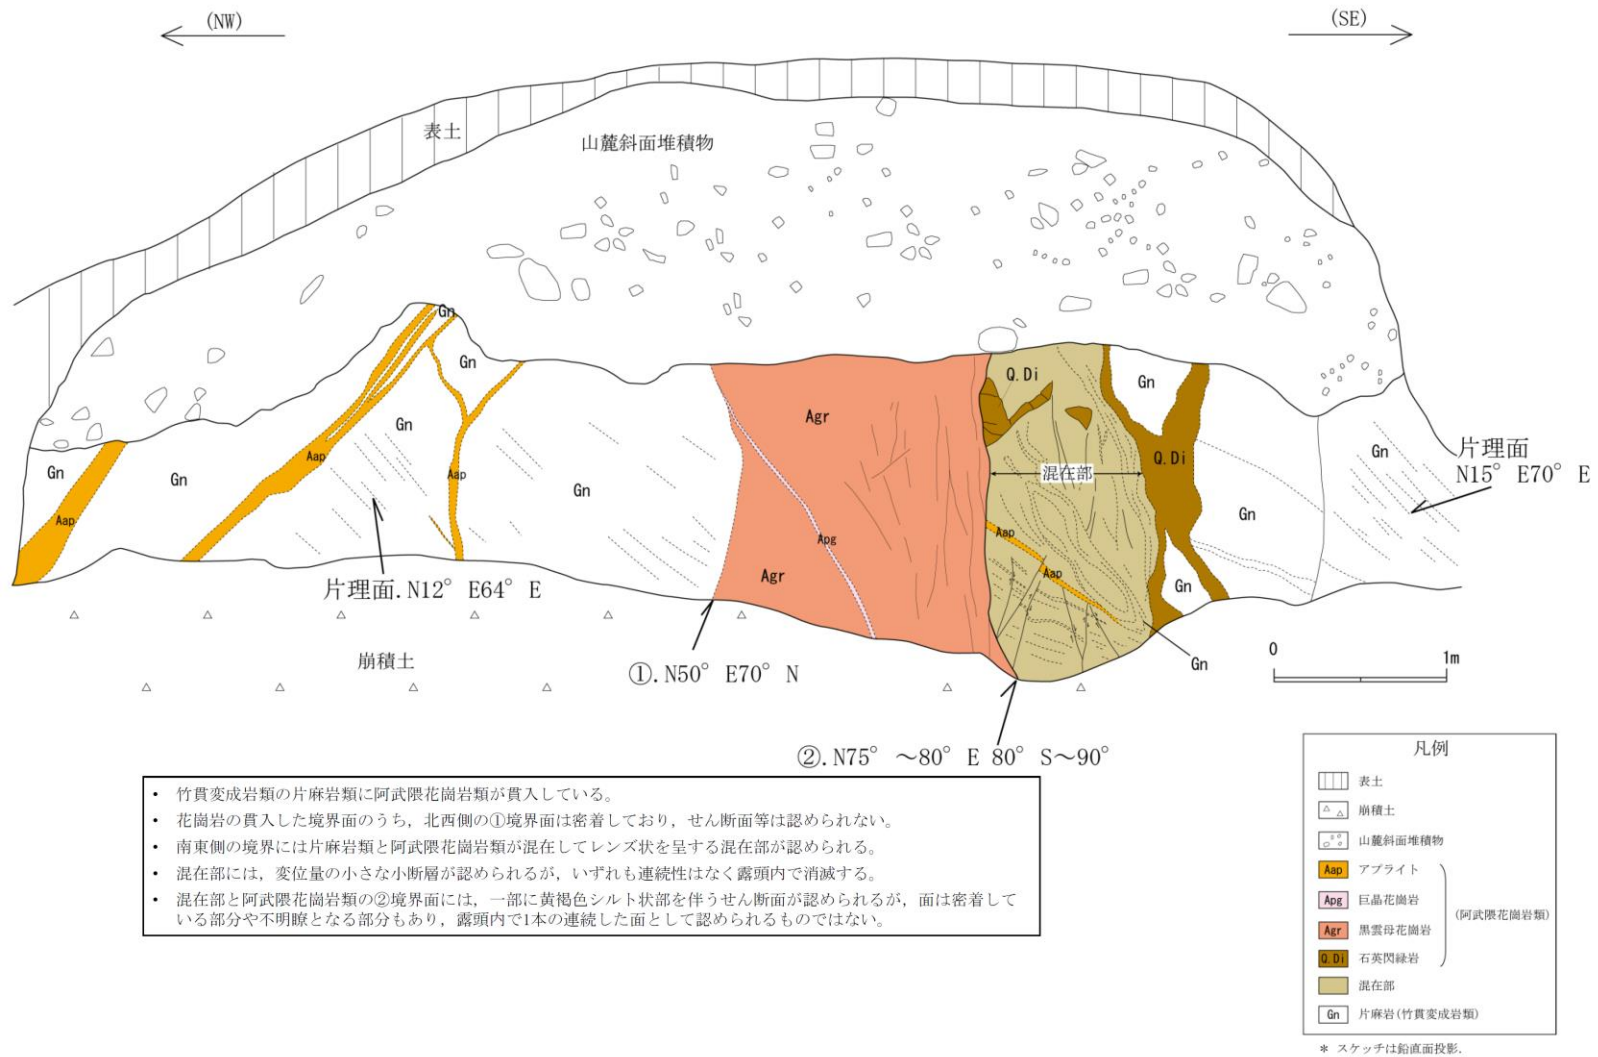 (NW)
(SE)
表土
山麓斜面堆積物
Gn
Gn
Gn
Gn
Gn
Aap
Aap
Aap
Gn
Agr
Apg
Agr
Q.Di
混在部
Aap
Aap
Gn
Q.Di
Gn
Gn
Gn
Gn
片理面
N15° E70° E
片理面.N12° E64° E
崩積土
①.N50° E70° N
②.N75° ～80° E 80° S～90°
0 1m
• 竹貫変成岩類の片麻岩類に阿武隈花崗岩類が貫入している。
• 花崗岩の貫入した境界面のうち，北西側の①境界面は密着しており，せん断面等は認められない。
• 南東側の境界には片麻岩類と阿武隈花崗岩類が混在してレンズ状を呈する混在部が認められる。
• 混在部には，変位量の小さな小断層が認められるが，いずれも連続性はなく露頭内で消滅する。
• 混在部と阿武隈花崗岩類の②境界面には，一部に黄褐色シルト状部を伴うせん断面が認められるが，面は密着して
いる部分や不明瞭となる部分もあり，露頭内で1本の連続した面として認められるものではない。
凡例
表土
崩積土
山麓斜面堆積物
Aap アプライト
Apg 巨晶花崗岩
Agr 黒雲母花崗岩
(阿武隈花崗岩類)
Q.Di 石英閃緑岩
混在部
Gn 片麻岩(竹貫変成岩類)
* スケッチは鉛直面投影.